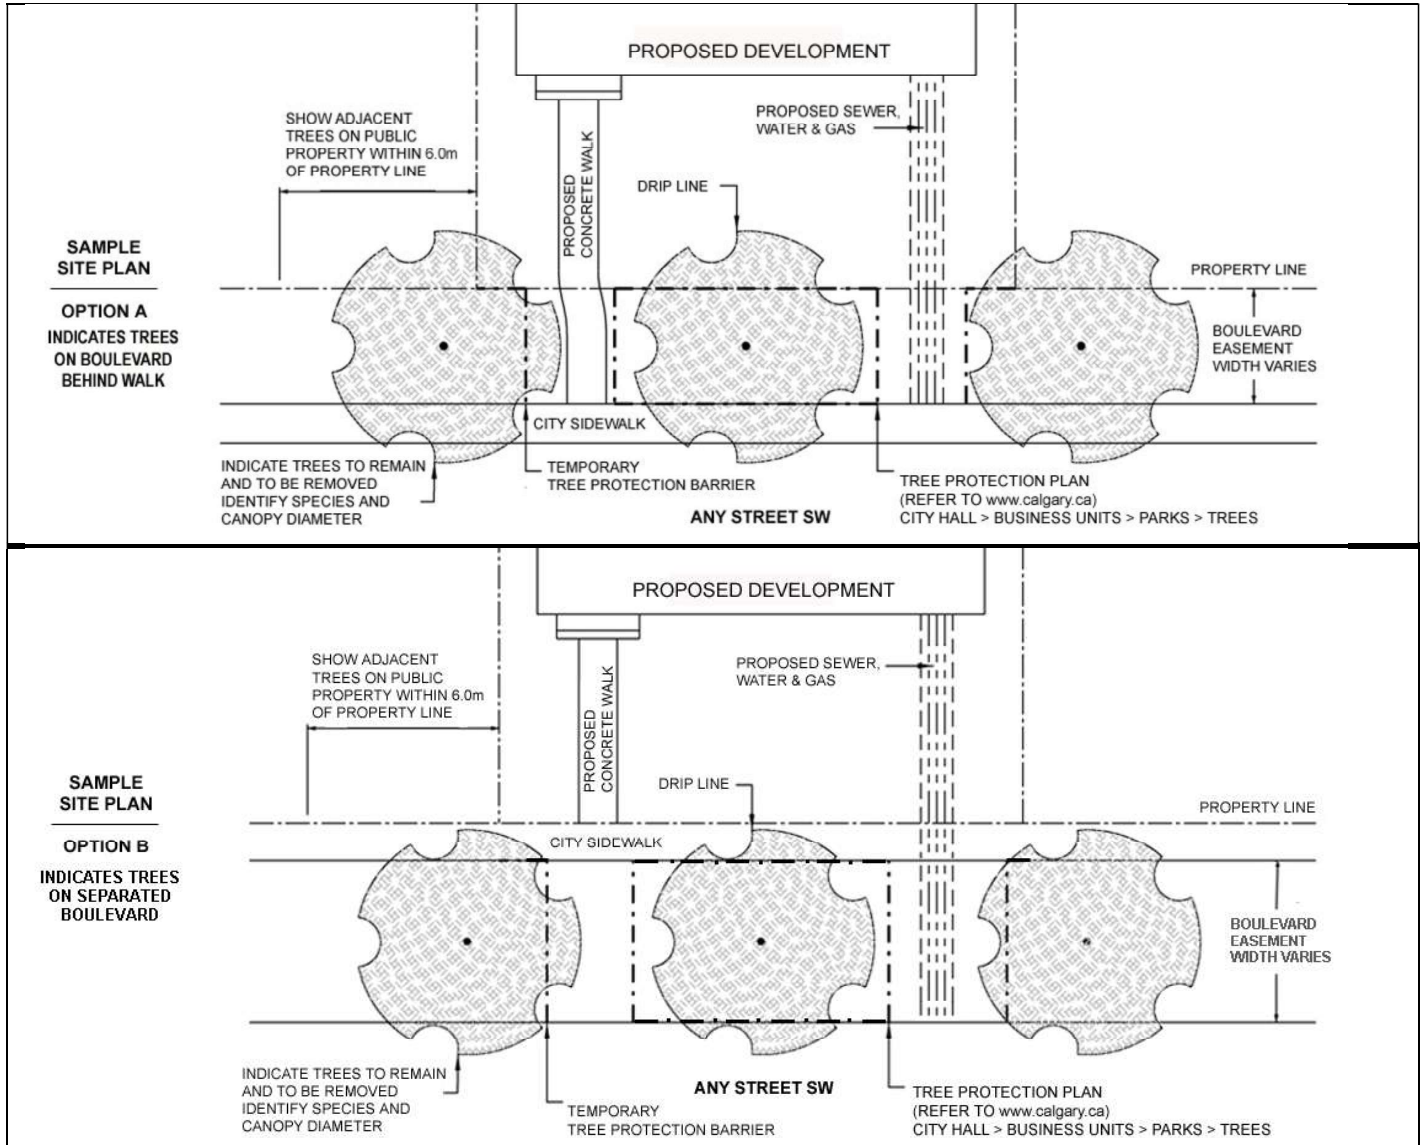 PROPOSED DEVELOPMENT
SHOW ADJACENT
TREES ON PUBLIC
PROPERTY WITHIN 6.0m
OF PROPERTY LINE
PROPOSED
CONCRETE WALK
PROPOSED SEWER,
WATER & GAS
DRIP LINE
SAMPLE
SITE PLAN
OPTION A
INDICATES TREES
ON BOULEVARD
BEHIND WALK
PROPERTY LINE
BOULEVARD
EASEMENT
WIDTH VARIES
CITY SIDEWALK
INDICATE TREES TO REMAIN
AND TO BE REMOVED
IDENTIFY SPECIES AND
CANOPY DIAMETER
TEMPORARY
TREE PROTECTION BARRIER
ANY STREET SW
TREE PROTECTION PLAN
(REFER TO www.calgary.ca)
CITY HALL > BUSINESS UNITS > PARKS > TREES
PROPOSED DEVELOPMENT
SHOW ADJACENT
TREES ON PUBLIC
PROPERTY WITHIN 6.0m
OF PROPERTY LINE
PROPOSED
CONCRETE WALK
PROPOSED SEWER,
WATER & GAS
DRIP LINE
SAMPLE
SITE PLAN
OPTION B
INDICATES TREES
ON SEPARATED
BOULEVARD
PROPERTY LINE
CITY SIDEWALK
BOULEVARD
EASEMENT
WIDTH VARIES
INDICATE TREES TO REMAIN
AND TO BE REMOVED
IDENTIFY SPECIES AND
CANOPY DIAMETER
TEMPORARY
TREE PROTECTION BARRIER
ANY STREET SW
TREE PROTECTION PLAN
(REFER TO www.calgary.ca)
CITY HALL > BUSINESS UNITS > PARKS > TREES